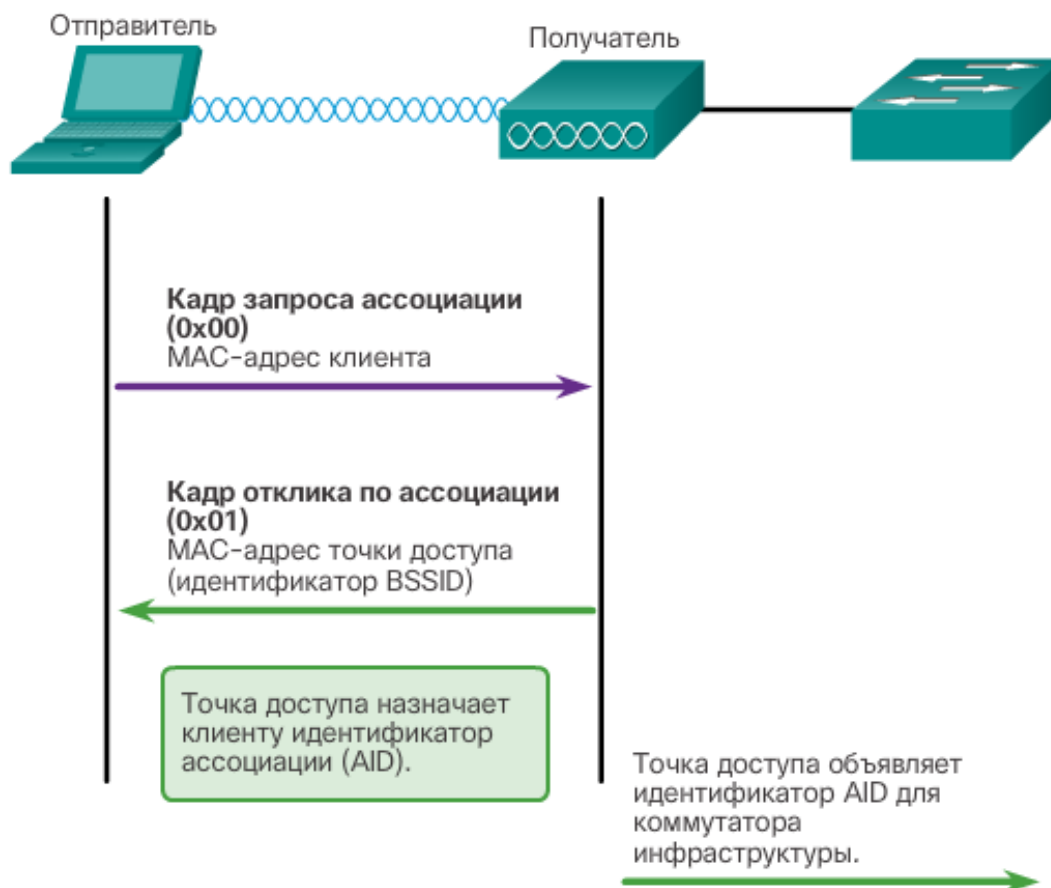 Отправитель
Получатель
Кадр запроса ассоциации
(0x00)
MAC-адрес клиента
Кадр отклика по ассоциации
(0x01)
MAC-адрес точки доступа
(идентификатор BSSID)
Точка доступа назначает
клиенту идентификатор
ассоциации (AID).
Точка доступа объявляет
идентификатор AID для
коммутатора
инфраструктуры.